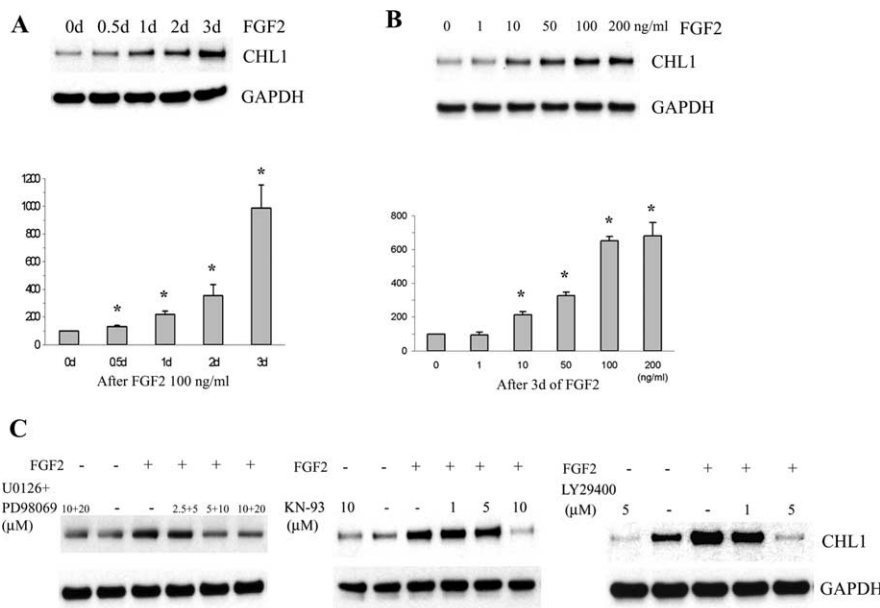 A
0d 0.5d 1d 2d 3d FGF2
CHL1
GAPDH
1200
1000
800
600
400
200
0
0d 0.5d 1d 2d 3d
After FGF2 100 ng/ml
* * * * *
B
0 1 10 50 100 200 ng/ml FGF2
CHL1
GAPDH
800
600
400
200
0
0 1 10 50 100 200
(ng/ml)
After 3d of FGF2
* * * *
C
FGF2 - - + + + +
U0126+
PD98069 10+20 - - 2.5+5 5+10 10+20
(μM)
FGF2 - - + + + +
KN-93 10 - - 1 5 10
(μM)
FGF2 - - + + +
LY29400
(μM) 5 - - 1 5
CHL1
GAPDH